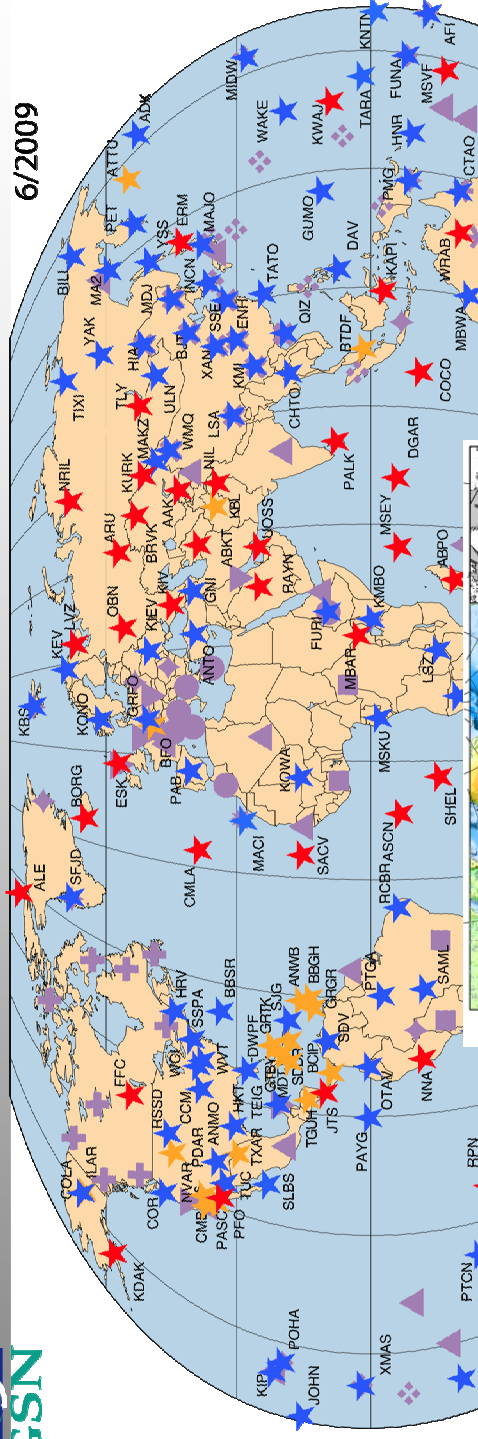 6/2009
GSN
KNTN
AFI
MIDW
FUNA
MSVF
TARA
WAKE
KWAJ
HNR
CTAO
PMG
ADK
ATTU
PET
ERM
MAJO
YSS
INCN
GUMO
DAV
KAPI
WRAB
MBWA
BILL
MA2
MDJ
TATO
SSE
ENH
QIZ
BTDF
COCO
YAK
HIA
BJT
XAN
KMI
CHTO
TIXI
TLY
ULN
MAKZ
WMQ
LSA
PALK
DGAR
NRIL
KURK
AAK
NIL
KBL
MSEY
ARU
BRVK
ABKT
UOSS
RAYN
ABPO
OBN
KIV
GNI
KMBO
FURI
MBAR
LSZ
KEV
LVZ
KIEV
ANTO
KBS
KONO
GRFO
BFO
ESK
PAB
KOWA
MSKU
SHEL
BORG
MACI
SACV
CMLA
ASCN
RCBR
ALE
SFJD
HRV
SSPA
BBSR
WCI
WVT
DWPF
GRTK
SJG
ANWB
BBGH
GRGR
SDV
PTGA
SAML
FFC
RSSD
CCM
ANMO
HKT
TEIG
GTBY
MDJ
SDDR
BCIP
TGUH
JTS
OTAV
NNA
PAYG
COLA
ILAR
COR
NVAR
PDAR
TXAR
CMB
PASC
TUC
PFO
SLBS
RPN
PTCN
KDAK
KIP
POHA
JOHN
XMAS